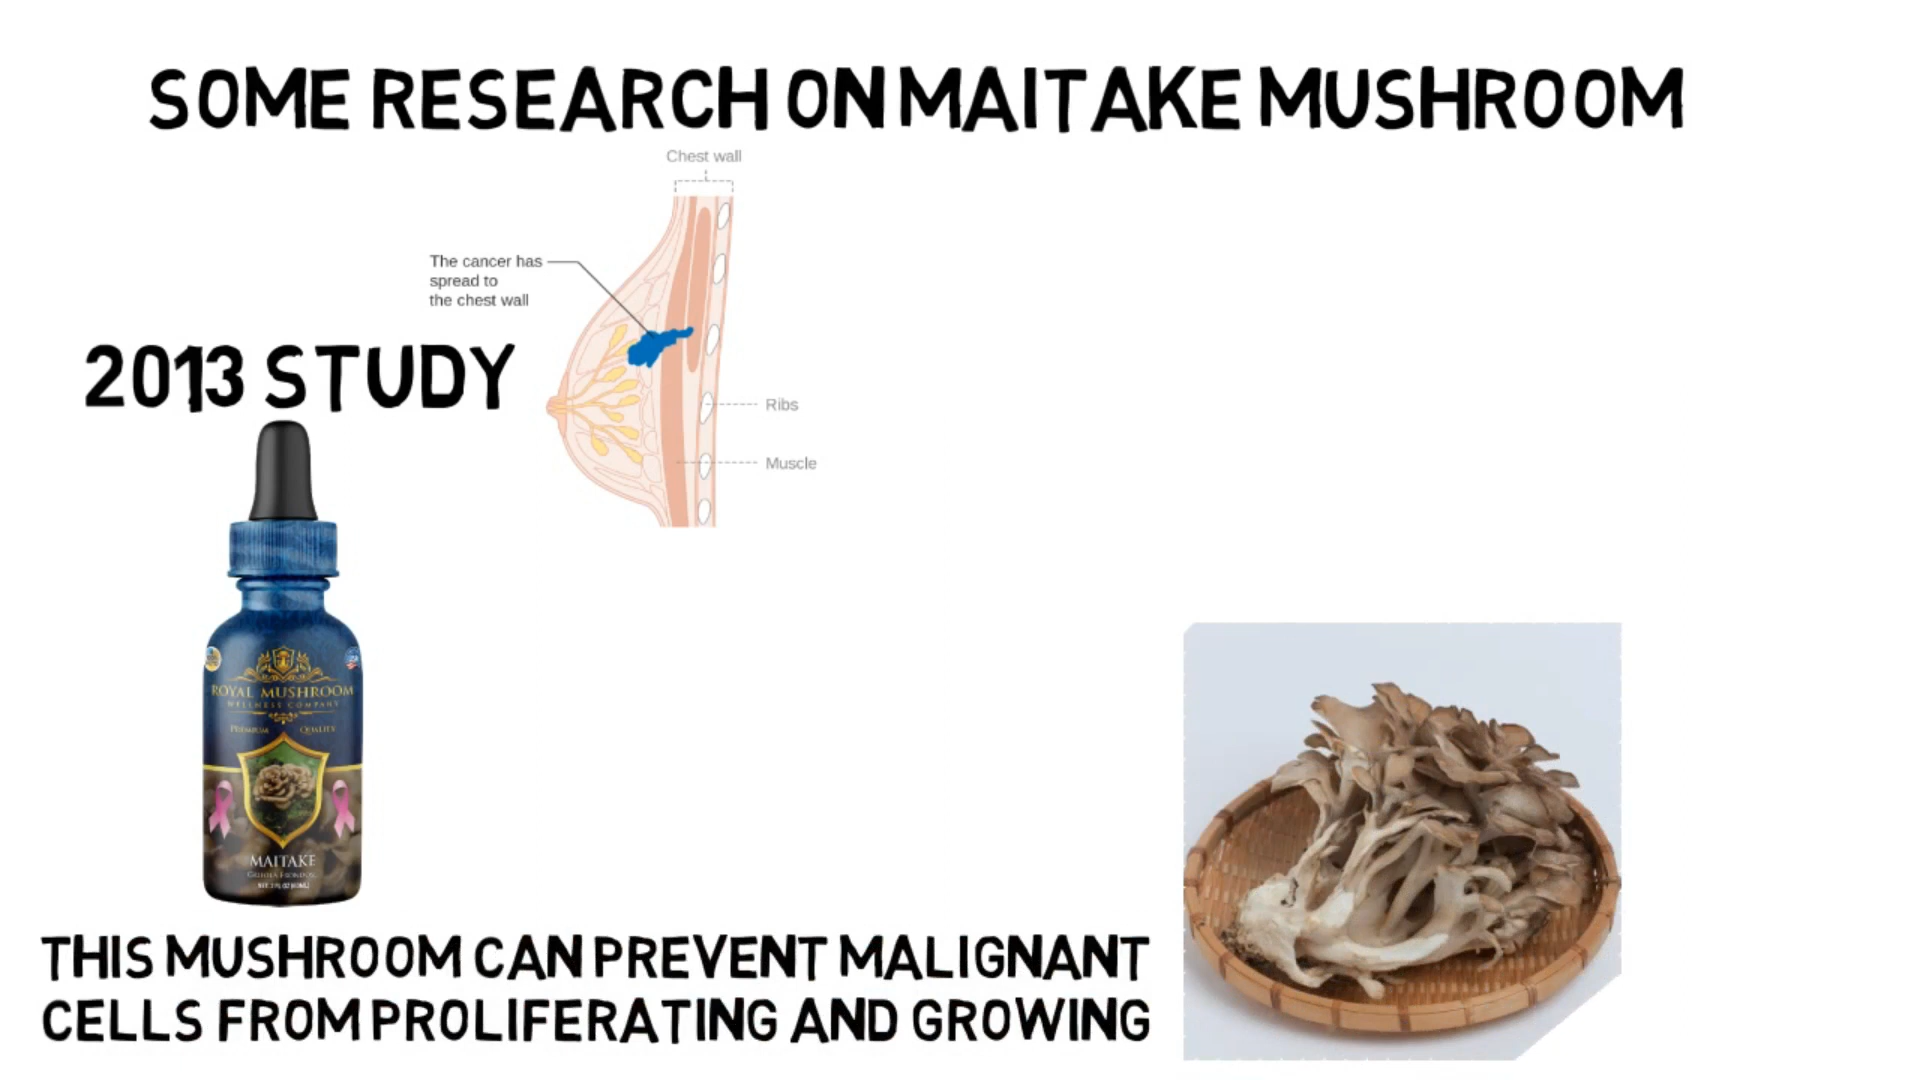 SOME RESEARCH ON MAITAKE MUSHROOM
Chest wall
The cancer has
spread to
the chest wall
2013 STUDY
Ribs
Muscle
ROYAL MUSHROOM
WELLNESS COMPANY
PREMIUM QUALITY
MAITAKE
THIS MUSHROOM CAN PREVENT MALIGNANT
CELLS FROM PROLIFERATING AND GROWING